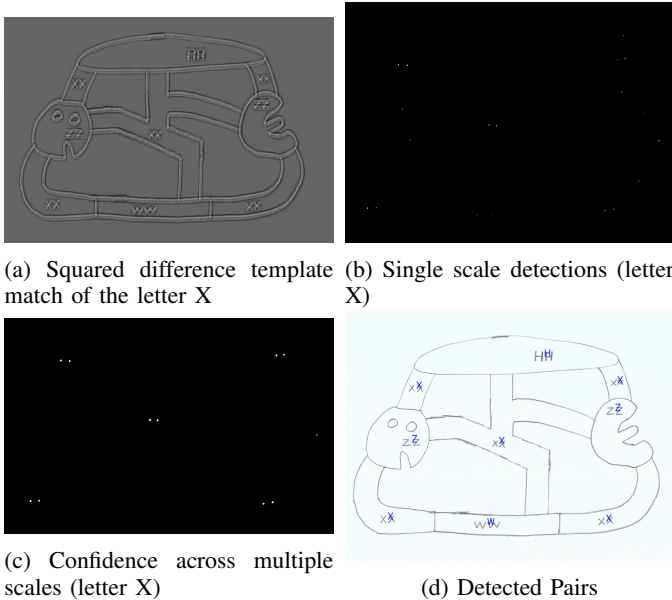 HH
XX XX
ZZ
ZZ XX
XX WW XX
(a) Squared difference template
match of the letter X
(b) Single scale detections (letter
X)
(c) Confidence across multiple
scales (letter X)
HH H
XX X XX X
ZZ Z
ZZ Z XX X
XX X WW W XX X
(d) Detected Pairs